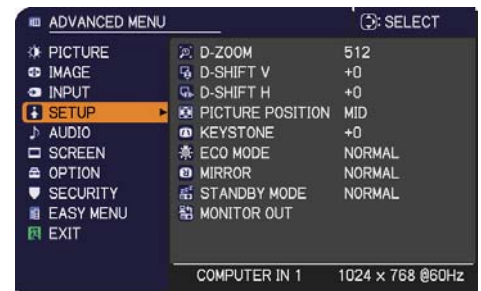 ADVANCED MENU : SELECT
PICTURE D-ZOOM 512
IMAGE D-SHIFT V +0
INPUT D-SHIFT H +0
SETUP PICTURE POSITION MID
AUDIO KEYSTONE +0
SCREEN ECO MODE NORMAL
OPTION MIRROR NORMAL
SECURITY STANDBY MODE NORMAL
EASY MENU MONITOR OUT
EXIT
COMPUTER IN 1 1024 x 768 @60Hz